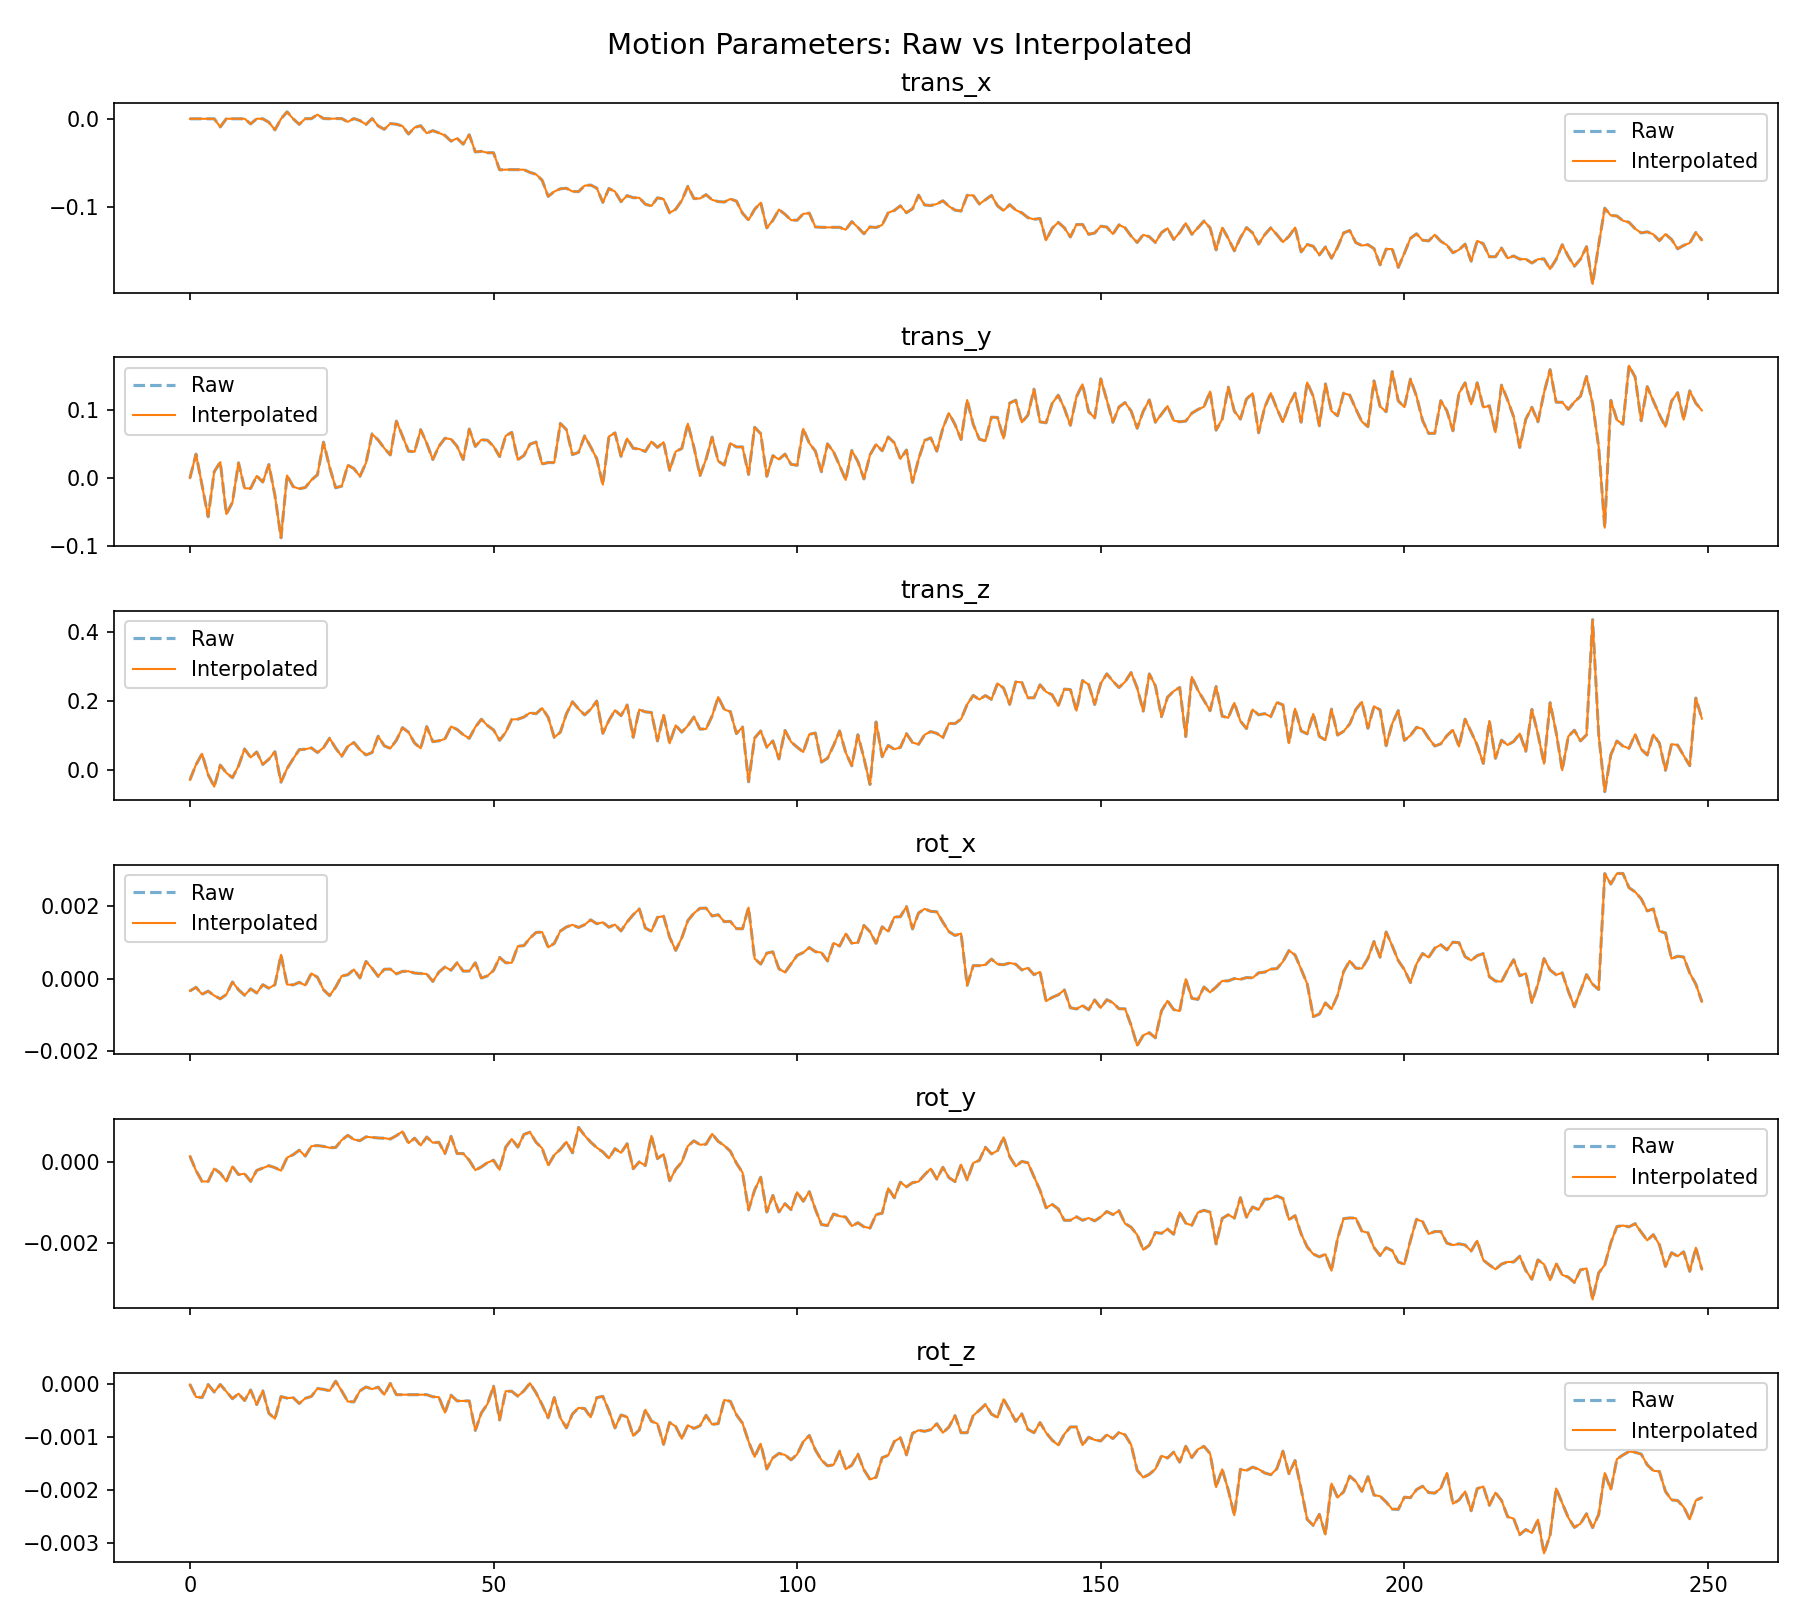 Motion Parameters: Raw vs Interpolated
trans_x
0.0
−0.1
Raw
Interpolated
trans_y
0.1
0.0
−0.1
Raw
Interpolated
trans_z
0.4
0.2
0.0
Raw
Interpolated
rot_x
0.002
0.000
−0.002
Raw
Interpolated
rot_y
0.000
−0.002
Raw
Interpolated
rot_z
0.000
−0.001
−0.002
−0.003
Raw
Interpolated
0 50 100 150 200 250